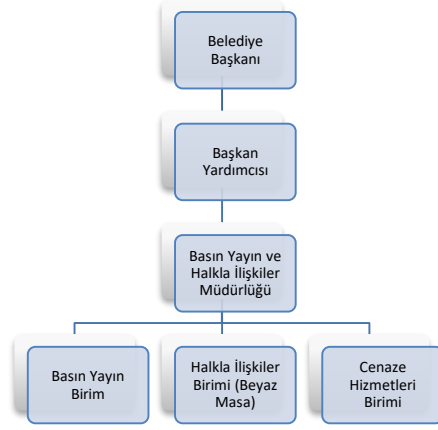 Belediye
Başkanı
Başkan
Yardımcısı
Basın Yayın ve
Halkla İlişkiler
Müdürlüğü
Basın Yayın
Birim
Halkla İlişkiler
Birimi (Beyaz
Masa)
Cenaze
Hizmetleri
Birimi